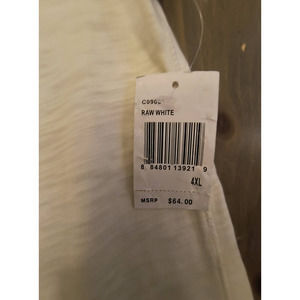 RAW WHITE
8 84801 13921 9
4XL
MSRP $64.00